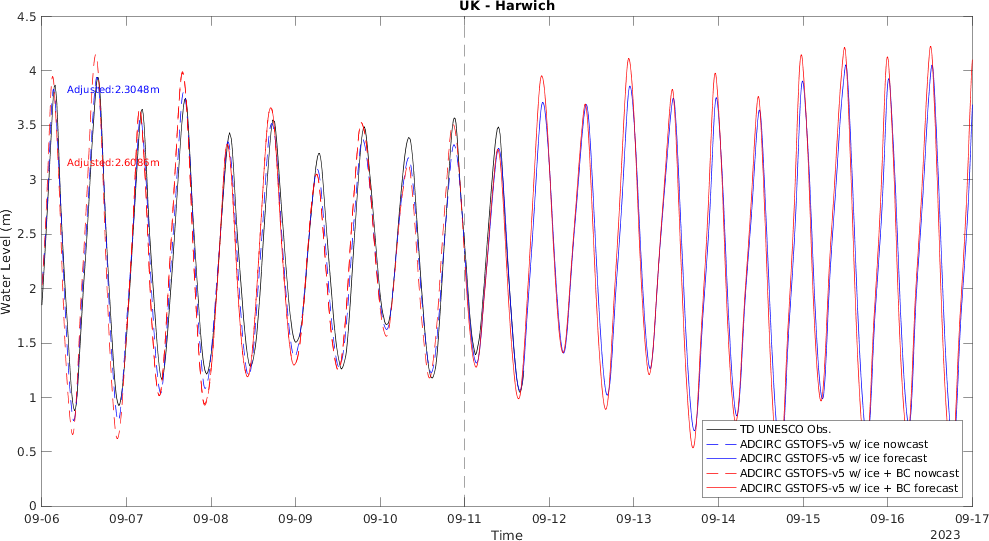 UK - Harwich
4.5
4
3.5
3
2.5
2
1.5
1
0.5
0
Water Level (m)
Adjusted:2.3048m
Adjusted:2.6086m
TD UNESCO Obs.
ADCIRC GSTOFS-v5 w/ ice nowcast
ADCIRC GSTOFS-v5 w/ ice forecast
ADCIRC GSTOFS-v5 w/ ice + BC nowcast
ADCIRC GSTOFS-v5 w/ ice + BC forecast
09-06 09-07 09-08 09-09 09-10 09-11 09-12 09-13 09-14 09-15 09-16 09-17
Time
2023